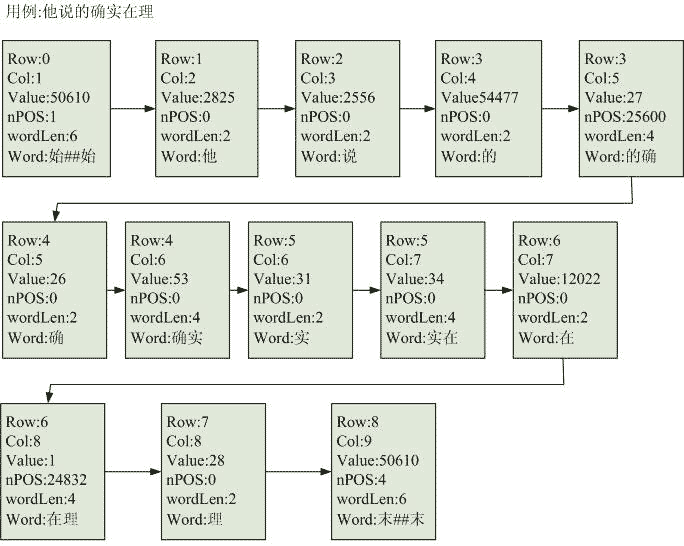 用例:他说的确实在理
Row:0
Col:1
Value:50610
nPOS:1
wordLen:6
Word:始##始
Row:1
Col:2
Value:2825
nPOS:0
wordLen:2
Word:他
Row:2
Col:3
Value:2556
nPOS:0
wordLen:2
Word:说
Row:3
Col:4
Value54477
nPOS:0
wordLen:2
Word:的
Row:3
Col:5
Value:27
nPOS:25600
wordLen:4
Word:的确
Row:4
Col:5
Value:26
nPOS:0
wordLen:2
Word:确
Row:4
Col:6
Value:53
nPOS:0
wordLen:4
Word:确实
Row:5
Col:6
Value:31
nPOS:0
wordLen:2
Word:实
Row:5
Col:7
Value:34
nPOS:0
wordLen:4
Word:实在
Row:6
Col:7
Value:12022
nPOS:0
wordLen:2
Word:在
Row:6
Col:8
Value:1
nPOS:24832
wordLen:4
Word:在理
Row:7
Col:8
Value:28
nPOS:0
wordLen:2
Word:理
Row:8
Col:9
Value:50610
nPOS:4
wordLen:6
Word:末##末